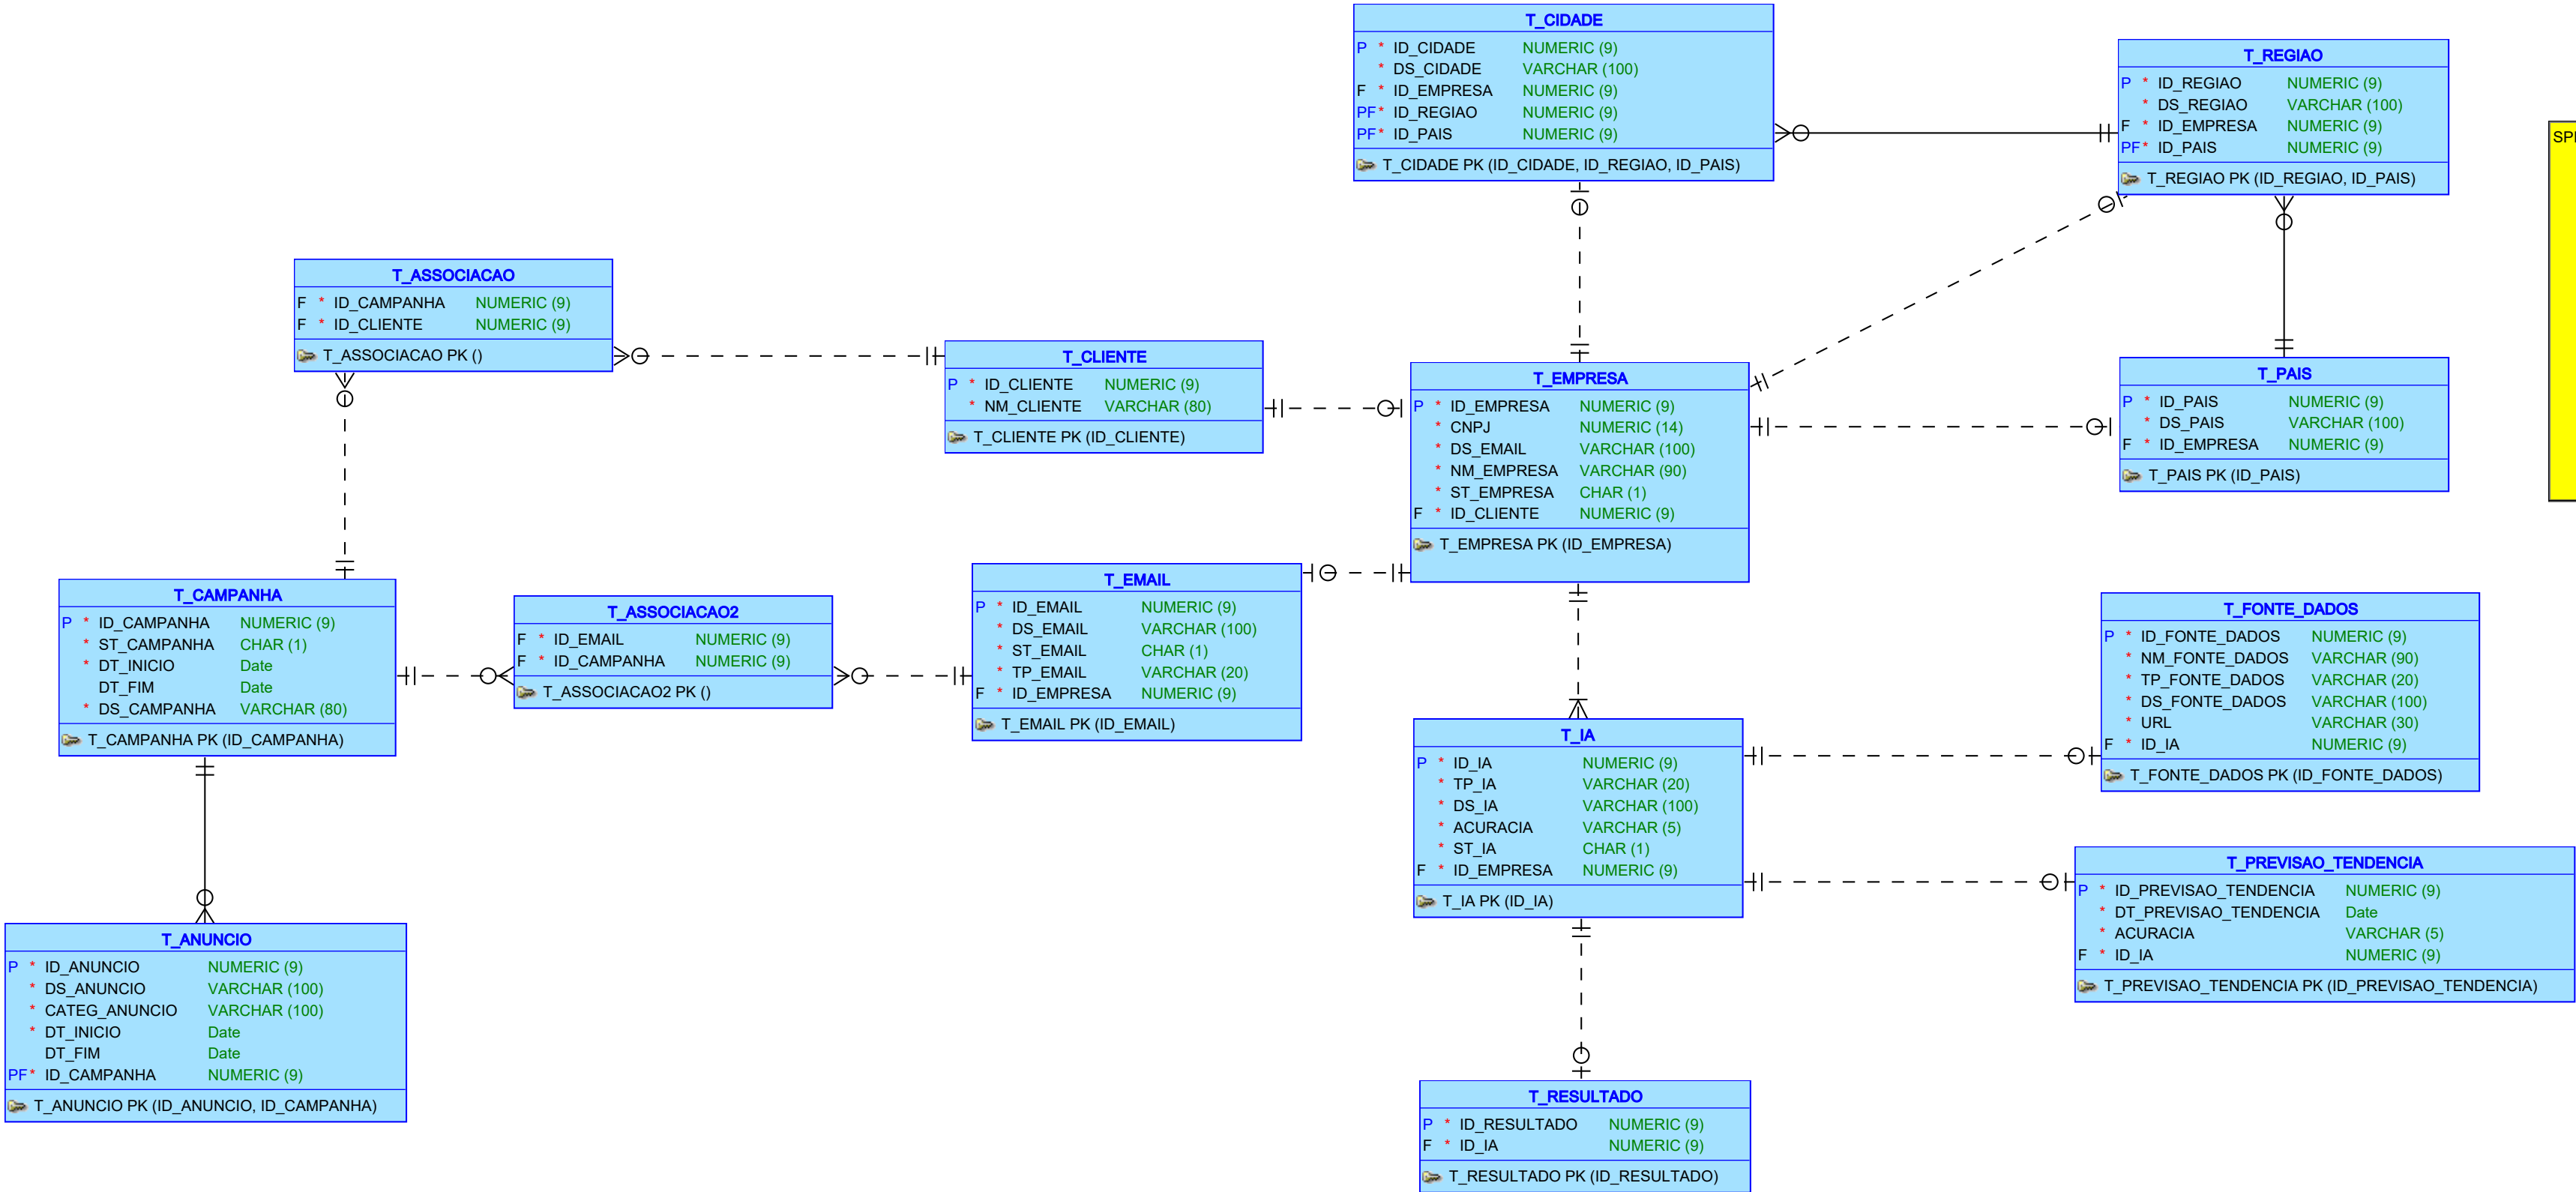 T_CIDADE
P * ID_CIDADE NUMERIC (9)
* DS_CIDADE VARCHAR (100)
F * ID_EMPRESA NUMERIC (9)
PF* ID_REGIAO NUMERIC (9)
PF* ID_PAIS NUMERIC (9)
T_CIDADE PK (ID_CIDADE, ID_REGIAO, ID_PAIS)
T_REGIAO
P * ID_REGIAO NUMERIC (9)
* DS_REGIAO VARCHAR (100)
F * ID_EMPRESA NUMERIC (9)
PF* ID_PAIS NUMERIC (9)
T_REGIAO PK (ID_REGIAO, ID_PAIS)
T_ASSOCIACAO
F * ID_CAMPANHA NUMERIC (9)
F * ID_CLIENTE NUMERIC (9)
T_ASSOCIACAO PK ()
T_CLIENTE
P * ID_CLIENTE NUMERIC (9)
* NM_CLIENTE VARCHAR (80)
T_CLIENTE PK (ID_CLIENTE)
T_EMPRESA
P * ID_EMPRESA NUMERIC (9)
* CNPJ NUMERIC (14)
* DS_EMAIL VARCHAR (100)
* NM_EMPRESA VARCHAR (90)
* ST_EMPRESA CHAR (1)
F * ID_CLIENTE NUMERIC (9)
T_EMPRESA PK (ID_EMPRESA)
T_PAIS
P * ID_PAIS NUMERIC (9)
* DS_PAIS VARCHAR (100)
F * ID_EMPRESA NUMERIC (9)
T_PAIS PK (ID_PAIS)
T_CAMPANHA
P * ID_CAMPANHA NUMERIC (9)
* ST_CAMPANHA CHAR (1)
* DT_INICIO Date
DT_FIM Date
* DS_CAMPANHA VARCHAR (80)
T_CAMPANHA PK (ID_CAMPANHA)
T_ASSOCIACAO2
F * ID_EMAIL NUMERIC (9)
F * ID_CAMPANHA NUMERIC (9)
T_ASSOCIACAO2 PK ()
T_EMAIL
P * ID_EMAIL NUMERIC (9)
* DS_EMAIL VARCHAR (100)
* ST_EMAIL CHAR (1)
* TP_EMAIL VARCHAR (20)
F * ID_EMPRESA NUMERIC (9)
T_EMAIL PK (ID_EMAIL)
T_FONTE_DADOS
P * ID_FONTE_DADOS NUMERIC (9)
* NM_FONTE_DADOS VARCHAR (90)
* TP_FONTE_DADOS VARCHAR (20)
* DS_FONTE_DADOS VARCHAR (100)
* URL VARCHAR (30)
F * ID_IA NUMERIC (9)
T_FONTE_DADOS PK (ID_FONTE_DADOS)
T_IA
P * ID_IA NUMERIC (9)
* TP_IA VARCHAR (20)
* DS_IA VARCHAR (100)
* ACURACIA VARCHAR (5)
* ST_IA CHAR (1)
F * ID_EMPRESA NUMERIC (9)
T_IA PK (ID_IA)
T_PREVISAO_TENDENCIA
P * ID_PREVISAO_TENDENCIA NUMERIC (9)
* DT_PREVISAO_TENDENCIA Date
* ACURACIA VARCHAR (5)
F * ID_IA NUMERIC (9)
T_PREVISAO_TENDENCIA PK (ID_PREVISAO_TENDENCIA)
T_ANUNCIO
P * ID_ANUNCIO NUMERIC (9)
* DS_ANUNCIO VARCHAR (100)
* CATEG_ANUNCIO VARCHAR (100)
* DT_INICIO Date
DT_FIM Date
PF* ID_CAMPANHA NUMERIC (9)
T_ANUNCIO PK (ID_ANUNCIO, ID_CAMPANHA)
T_RESULTADO
P * ID_RESULTADO NUMERIC (9)
F * ID_IA NUMERIC (9)
T_RESULTADO PK (ID_RESULTADO)